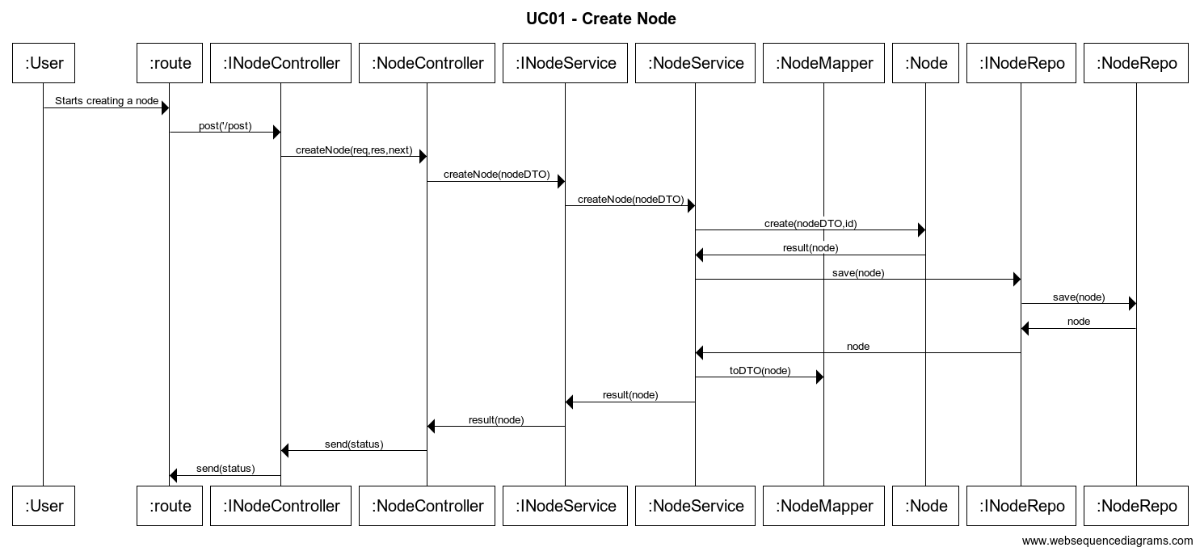 UC01 - Create Node
:User :route :INodeController :NodeController :INodeService :NodeService :NodeMapper :Node :INodeRepo :NodeRepo
Starts creating a node
post('/post)
createNode(req,res,next)
createNode(nodeDTO)
createNode(nodeDTO)
create(nodeDTO,id)
result(node)
save(node)
save(node)
node
node
toDTO(node)
result(node)
result(node)
send(status)
send(status)
:User :route :INodeController :NodeController :INodeService :NodeService :NodeMapper :Node :INodeRepo :NodeRepo
www.websequencediagrams.com